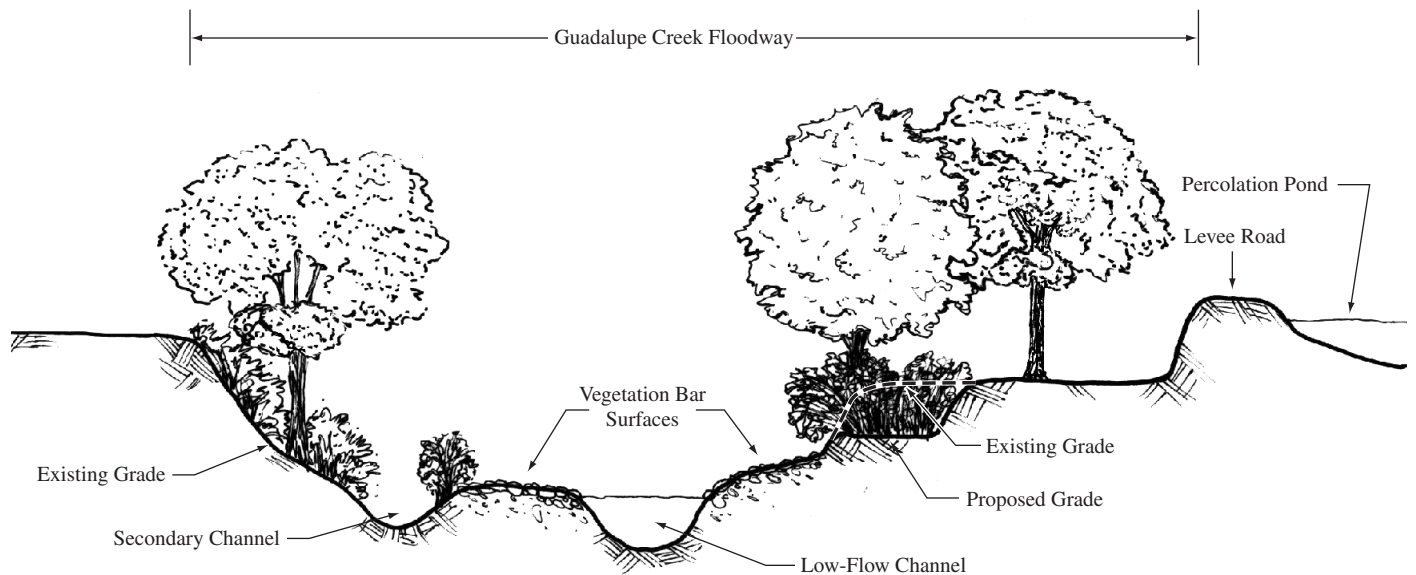 Guadalupe Creek Floodway
Percolation Pond
Levee Road
Vegetation Bar
Surfaces
Existing Grade
Existing Grade
Proposed Grade
Secondary Channel
Low-Flow Channel